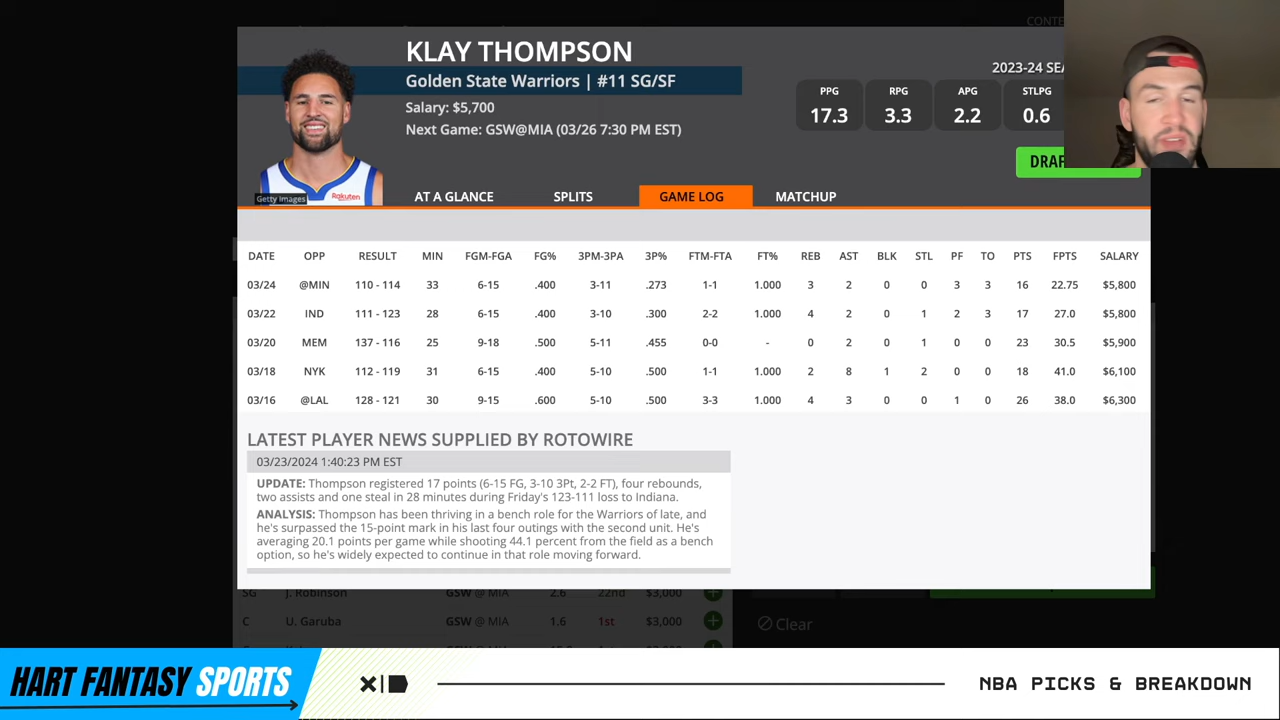 CONTE
KLAY THOMPSON
Golden State Warriors | #11 SG/SF
Salary: $5,700
Next Game: GSW@MIA (03/26 7:30 PM EST)
2023-24 SEA
PPG RPG APG STLPG
17.3 3.3 2.2 0.6
DRAF
Getty Images
Rakuten
AT A GLANCE SPLITS GAME LOG MATCHUP
DATE OPP RESULT MIN FGM-FGA FG% 3PM-3PA 3P% FTM-FTA FT% REB AST BLK STL PF TO PTS FPTS SALARY
03/24 @MIN 110 - 114 33 6-15 .400 3-11 .273 1-1 1.000 3 2 0 0 3 3 16 22.75 $5,800
03/22 IND 111 - 123 28 6-15 .400 3-10 .300 2-2 1.000 4 2 0 1 2 3 17 27.0 $5,800
03/20 MEM 137 - 116 25 9-18 .500 5-11 .455 0-0 - 0 2 0 1 0 0 23 30.5 $5,900
03/18 NYK 112 - 119 31 6-15 .400 5-10 .500 1-1 1.000 2 8 1 2 0 0 18 41.0 $6,100
03/16 @LAL 128 - 121 30 9-15 .600 5-10 .500 3-3 1.000 4 3 0 0 1 0 26 38.0 $6,300
LATEST PLAYER NEWS SUPPLIED BY ROTOWIRE
03/23/2024 1:40:23 PM EST
UPDATE: Thompson registered 17 points (6-15 FG, 3-10 3Pt, 2-2 FT), four rebounds,
two assists and one steal in 28 minutes during Friday's 123-111 loss to Indiana.
ANALYSIS: Thompson has been thriving in a bench role for the Warriors of late, and
he's surpassed the 15-point mark in his last four outings with the second unit. He's
averaging 20.1 points per game while shooting 44.1 percent from the field as a bench
option, so he's widely expected to continue in that role moving forward.
SG J. Robinson GSW @ MIA 2.6 22nd $3,000
C U. Garuba GSW @ MIA 1.6 1st $3,000
Clear
HART FANTASY SPORTS
NBA PICKS & BREAKDOWN